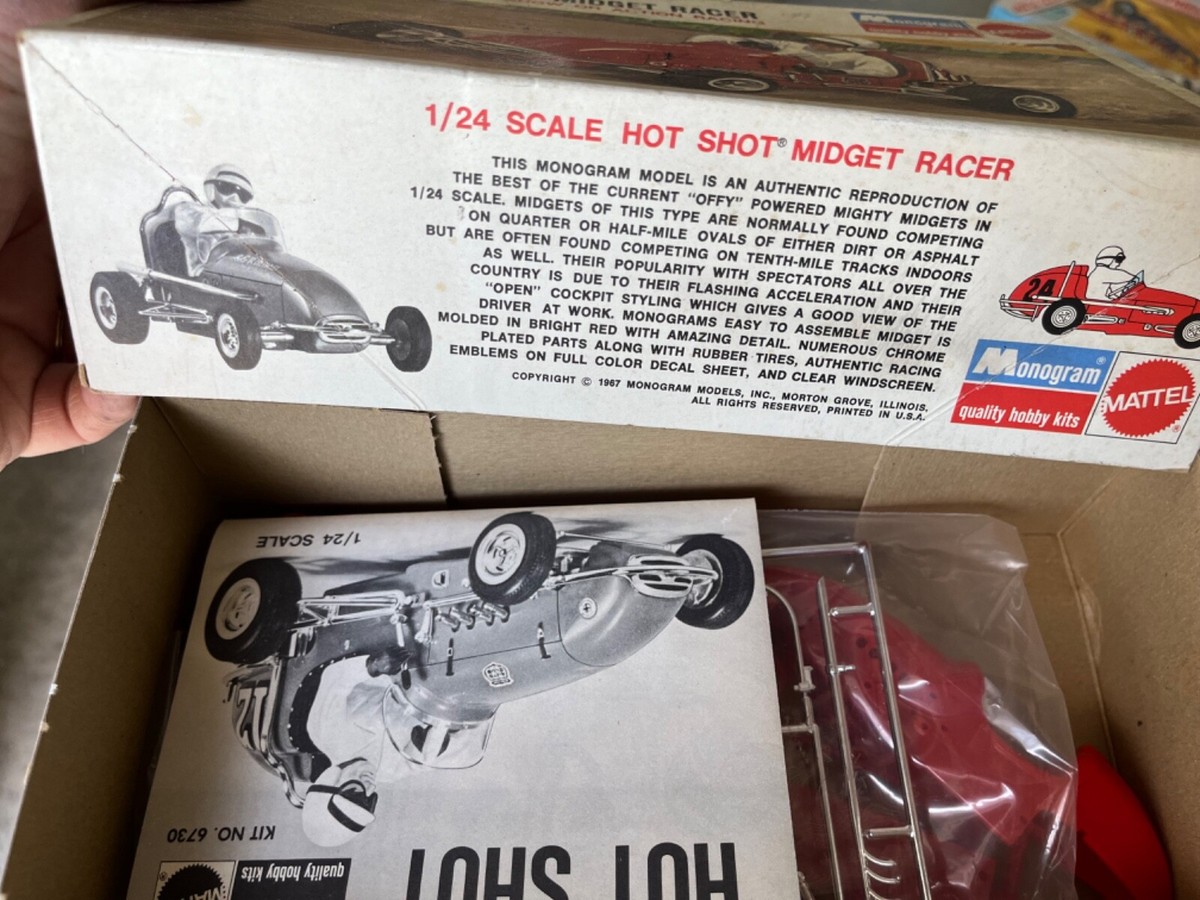 MIDGET RACER
Monogram
1/24 SCALE HOT SHOT® MIDGET RACER
THIS MONOGRAM MODEL IS AN AUTHENTIC REPRODUCTION OF
THE BEST OF THE CURRENT "OFFY" POWERED MIGHTY MIDGETS IN
1/24 SCALE. MIDGETS OF THIS TYPE ARE NORMALLY FOUND COMPETING
ON QUARTER OR HALF-MILE OVALS OF EITHER DIRT OR ASPHALT
BUT ARE OFTEN FOUND COMPETING ON TENTH-MILE TRACKS INDOORS
AS WELL. THEIR POPULARITY WITH SPECTATORS ALL OVER THE
COUNTRY IS DUE TO THEIR FLASHING ACCELERATION AND THEIR
"OPEN" COCKPIT STYLING WHICH GIVES A GOOD VIEW OF THE
DRIVER AT WORK. MONOGRAMS EASY TO ASSEMBLE MIDGET IS
MOLDED IN BRIGHT RED WITH AMAZING DETAIL. NUMEROUS CHROME
PLATED PARTS ALONG WITH RUBBER TIRES, AUTHENTIC RACING
EMBLEMS ON FULL COLOR DECAL SHEET, AND CLEAR WINDSCREEN.
COPYRIGHT © 1967 MONOGRAM MODELS, INC., MORTON GROVE, ILLINOIS,
ALL RIGHTS RESERVED, PRINTED IN U.S.A.
24
Monogram®
quality hobby kits
MATTEL®
1/24 SCALE
21
KIT NO. 6730
quality hobby kits
HOT SHOT